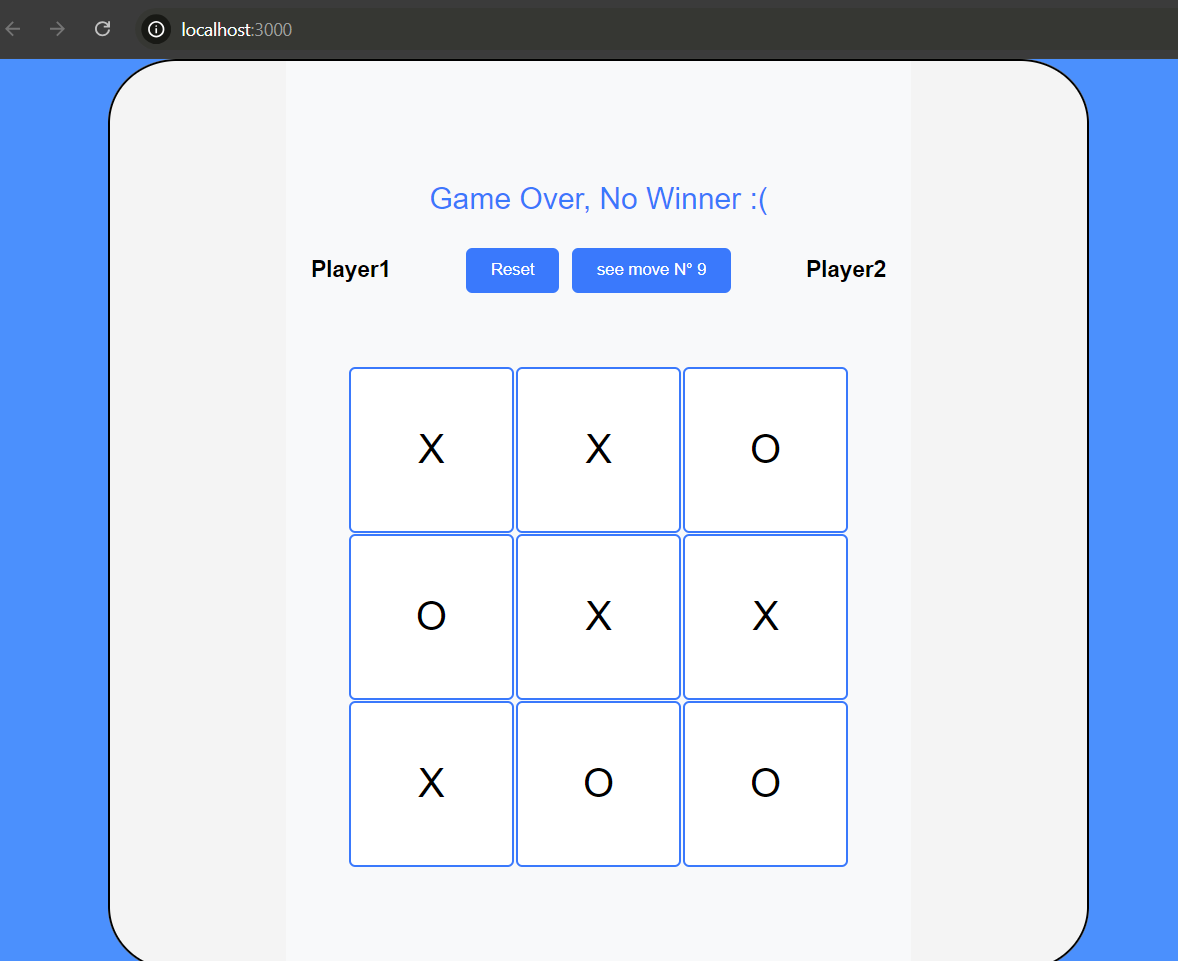 localhost:3000
Game Over, No Winner :(
Player1 Reset see move N° 9 Player2
X X O
O X X
X O O